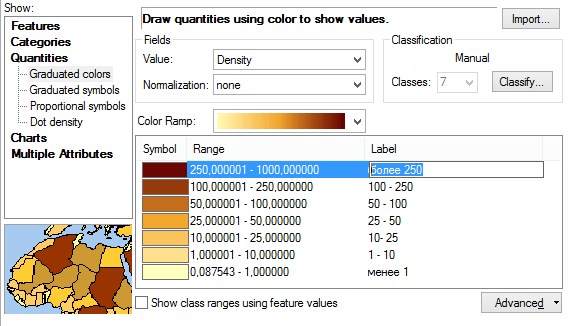 Show:
Features
Categories
Quantities
Graduated colors
Graduated symbols
Proportional symbols
Dot density
Charts
Multiple Attributes
Draw quantities using color to show values.
Import...
Fields
Value: Density
Normalization: none
Classification
Manual
Classes: 7 Classify...
Color Ramp:
Symbol Range Label
250,000001 - 1000,000000 более 250
100,000001 - 250,000000 100 - 250
50,000001 - 100,000000 50 - 100
25,000001 - 50,000000 25 - 50
10,000001 - 25,000000 10- 25
1,000001 - 10,000000 1 - 10
0,087543 - 1,000000 менее 1
Show class ranges using feature values
Advanced